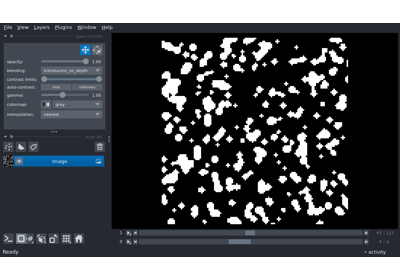 File View Layers Plugins Window Help
opacity: 1.00
blending: translucent_no_depth
contrast limits:
auto-contrast: once continuous
gamma: 1.00
colormap: gray
interpolation: nearest
Image
1
0
Ready activity